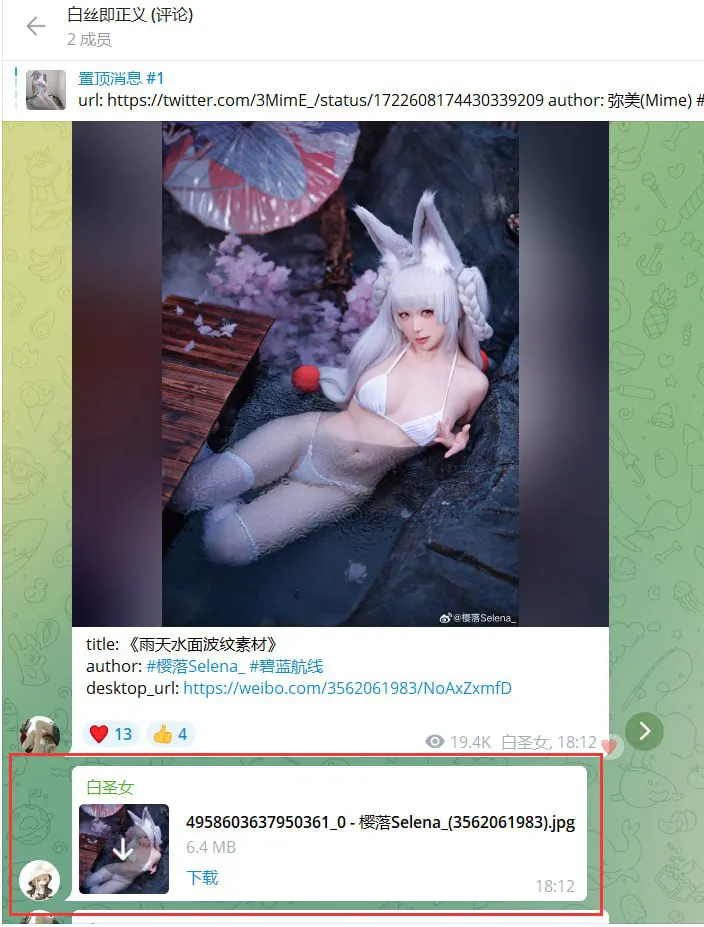 白丝即正义 (评论)
2 成员
置顶消息 #1
url: https://twitter.com/3MimE_/status/1722608174430339209 author: 弥美(Mime) #
@樱落Selena_
title: 《雨天水面波纹素材》
author: #樱落Selena_ #碧蓝航线
desktop_url: https://weibo.com/3562061983/NoAxZxmfD
13 4
19.4K 白圣女, 18:12
白圣女
4958603637950361_0 - 樱落Selena_(3562061983).jpg
6.4 MB
下载
18:12